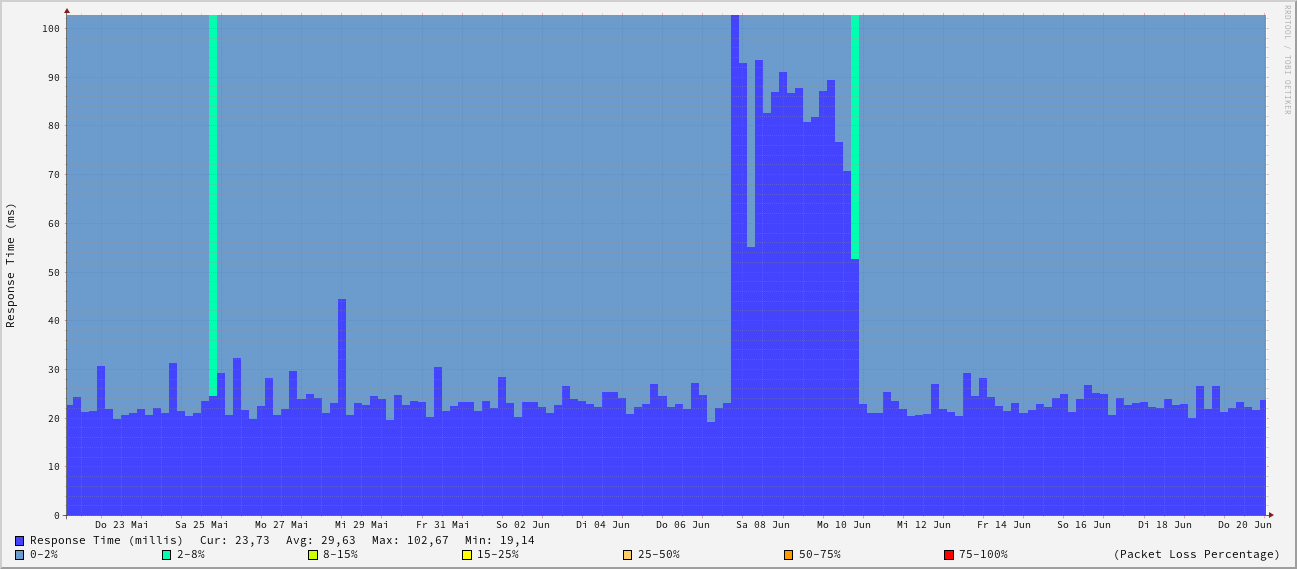 RRDTOOL / TOBI OETIKER
Response Time (ms)
100
90
80
70
60
50
40
30
20
10
0
Do 23 Mai Sa 25 Mai Mo 27 Mai Mi 29 Mai Fr 31 Mai So 02 Jun Di 04 Jun Do 06 Jun Sa 08 Jun Mo 10 Jun Mi 12 Jun Fr 14 Jun So 16 Jun Di 18 Jun Do 20 Jun
Response Time (millis) Cur: 23,73 Avg: 29,63 Max: 102,67 Min: 19,14
0-2% 2-8% 8-15% 15-25% 25-50% 50-75% 75-100% (Packet Loss Percentage)